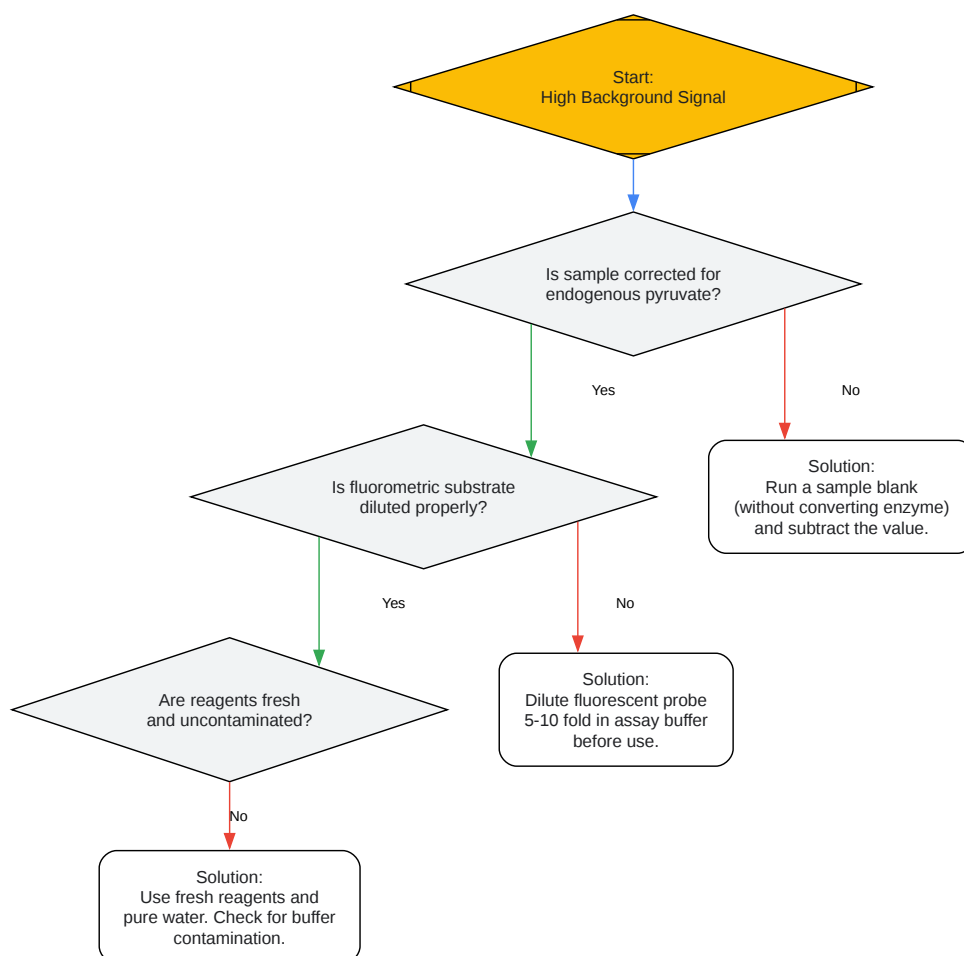 Start:
High Background Signal
Is sample corrected for
endogenous pyruvate?
Yes
No
Solution:
Run a sample blank
(without converting enzyme)
and subtract the value.
Is fluorometric substrate
diluted properly?
Yes
No
Solution:
Dilute fluorescent probe
5-10 fold in assay buffer
before use.
Are reagents fresh
and uncontaminated?
No
Solution:
Use fresh reagents and
pure water. Check for buffer
contamination.